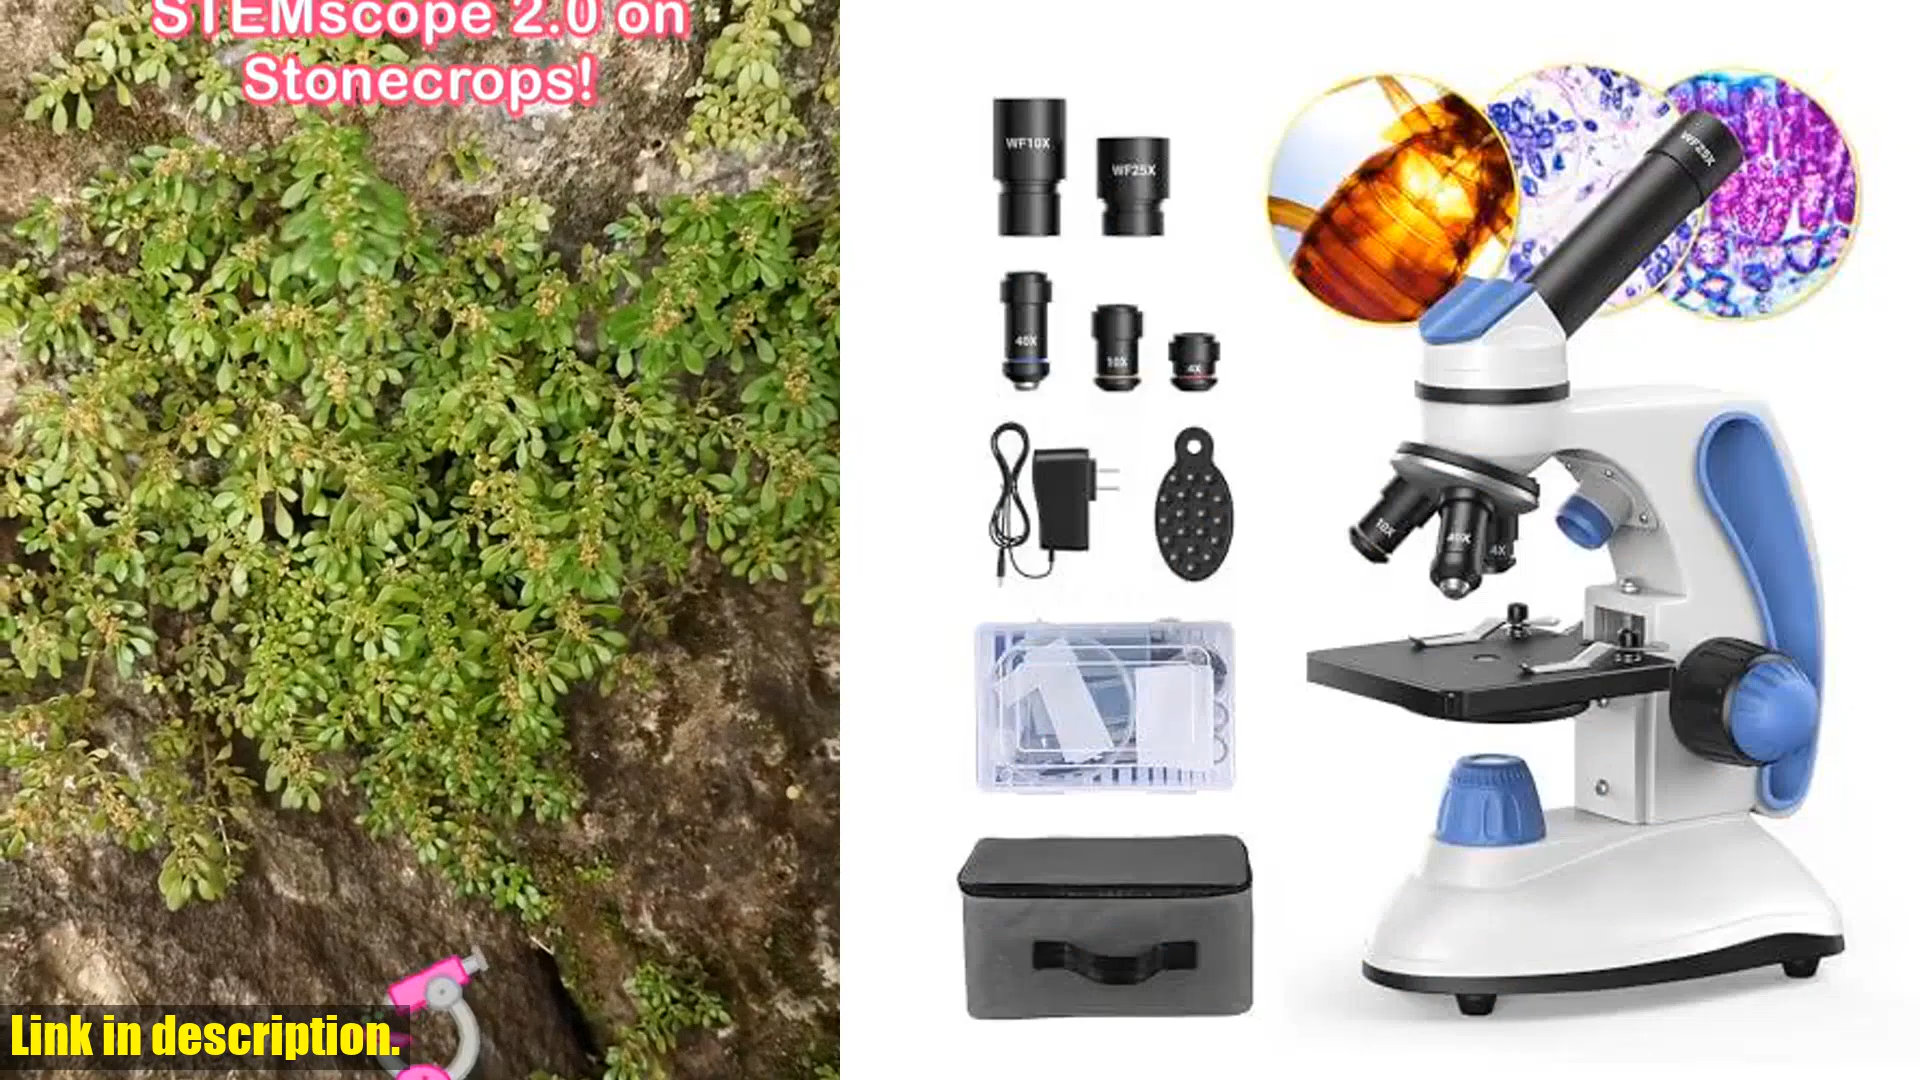 STEMscope 2.0 on
Stonecrops!
WF10X
WF25X
40X
10X
4X
WF25X
10X
40X
4X
Link in description.